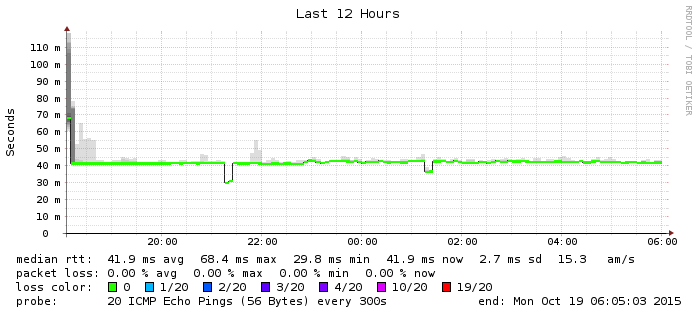 Last 12 Hours
RRDTOOL / TOBI OETIKER
Seconds
110 m
100 m
90 m
80 m
70 m
60 m
50 m
40 m
30 m
20 m
10 m
0
20:00 22:00 00:00 02:00 04:00 06:00
median rtt: 41.9 ms avg 68.4 ms max 29.8 ms min 41.9 ms now 2.7 ms sd 15.3 am/s
packet loss: 0.00 % avg 0.00 % max 0.00 % min 0.00 % now
loss color: 0 1/20 2/20 3/20 4/20 10/20 19/20
probe: 20 ICMP Echo Pings (56 Bytes) every 300s end: Mon Oct 19 06:05:03 2015